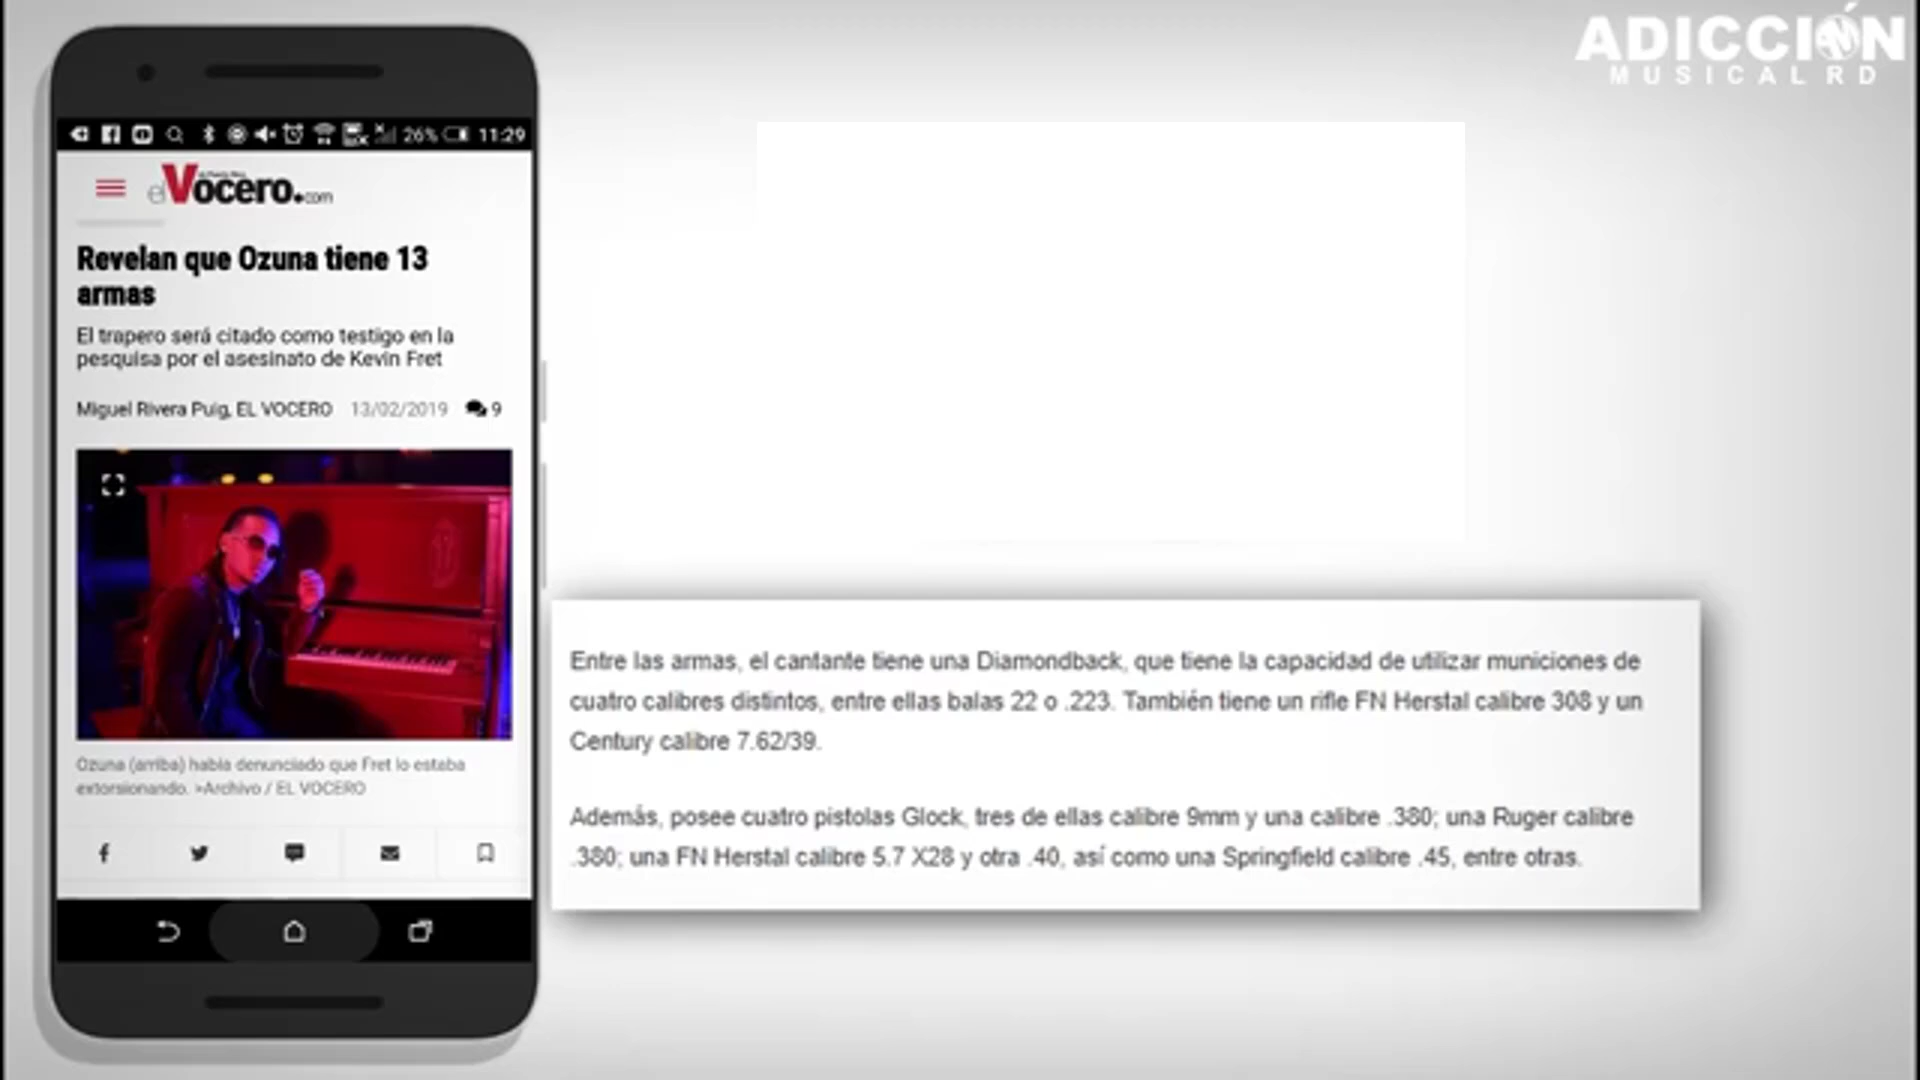 ADICCIÓN
MUSICAL RD
26% 11:29
el Vocero.com
Revelan que Ozuna tiene 13
armas
El trapero será citado como testigo en la
pesquisa por el asesinato de Kevin Fret
Miguel Rivera Puig, EL VOCERO 13/02/2019 9
Ozuna (arriba) había denunciado que Fret lo estaba
extorsionando. >Archivo / EL VOCERO
Entre las armas, el cantante tiene una Diamondback, que tiene la capacidad de utilizar municiones de
cuatro calibres distintos, entre ellas balas 22 o .223. También tiene un rifle FN Herstal calibre 308 y un
Century calibre 7.62/39.
Además, posee cuatro pistolas Glock, tres de ellas calibre 9mm y una calibre .380; una Ruger calibre
.380; una FN Herstal calibre 5.7 X28 y otra .40, así como una Springfield calibre .45, entre otras.